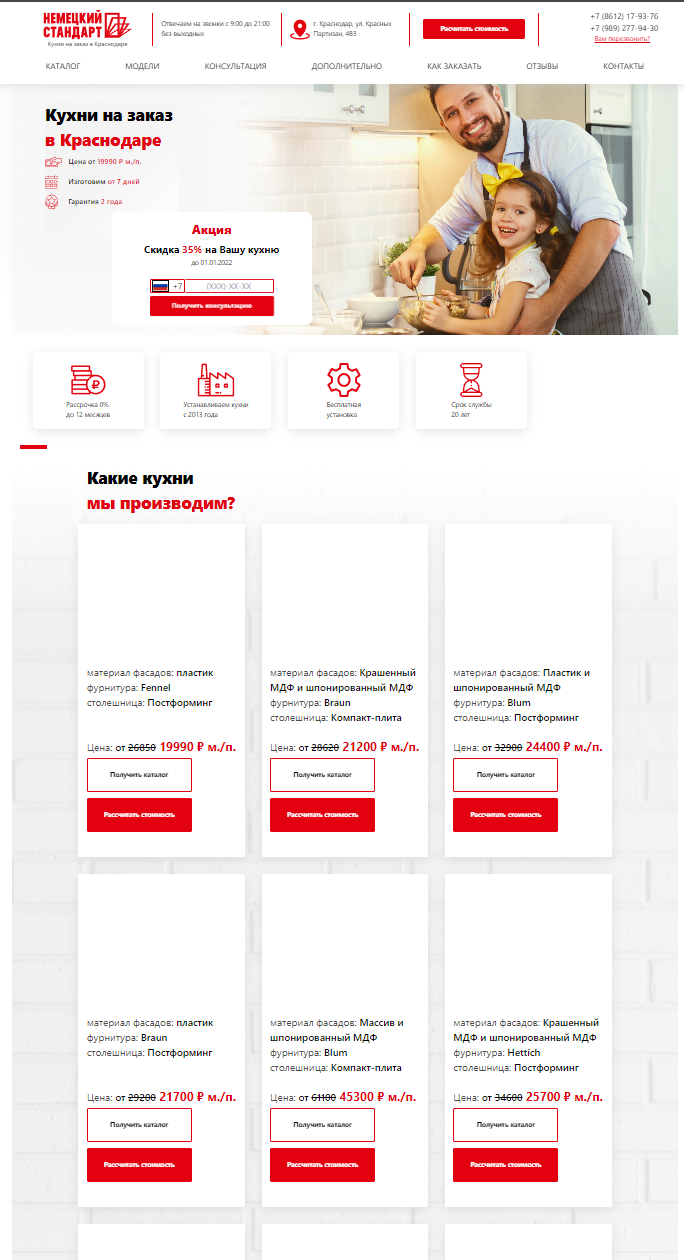 НЕМЕЦКИЙ
СТАНДАРТ
Кухни на заказ в Краснодаре
Отвечаем на звонки с 9:00 до 21:00
без выходных
г. Краснодар, ул. Красных
Партизан, 483
Расчитать стоимость
+7 (8612) 17-93-76
+7 (989) 277-94-30
Вам перезвонить?
КАТАЛОГ МОДЕЛИ КОНСУЛЬТАЦИЯ ДОПОЛНИТЕЛЬНО КАК ЗАКАЗАТЬ ОТЗЫВЫ КОНТАКТЫ
Кухни на заказ
в Краснодаре
Цена от 19990 ₽ м./п.
Изготовим от 7 дней
Гарантия 2 года
Акция
Скидка 35% на Вашу кухню
до 01.01.2022
+7 (XXX)-XX-XX
Получить консультацию
Рассрочка 0%
до 12 месяцев
Устанавливаем кухни
с 2013 года
Бесплатная
установка
Срок службы
20 лет
Какие кухни
мы производим?
материал фасадов: пластик
фурнитура: Fennel
столешница: Постформинг
Цена: от 26850 19990 ₽ м./п.
Получить каталог
Рассчитать стоимость
материал фасадов: Крашенный
МДФ и шпонированный МДФ
фурнитура: Braun
столешница: Компакт-плита
Цена: от 28620 21200 ₽ м./п.
Получить каталог
Рассчитать стоимость
материал фасадов: Пластик и
шпонированный МДФ
фурнитура: Blum
столешница: Постформинг
Цена: от 32900 24400 ₽ м./п.
Получить каталог
Рассчитать стоимость
материал фасадов: пластик
фурнитура: Braun
столешница: Постформинг
Цена: от 29200 21700 ₽ м./п.
Получить каталог
Рассчитать стоимость
материал фасадов: Массив и
шпонированный МДФ
фурнитура: Blum
столешница: Компакт-плита
Цена: от 61100 45300 ₽ м./п.
Получить каталог
Рассчитать стоимость
материал фасадов: Крашенный
МДФ и шпонированный МДФ
фурнитура: Hettich
столешница: Постформинг
Цена: от 34600 25700 ₽ м./п.
Получить каталог
Рассчитать стоимость